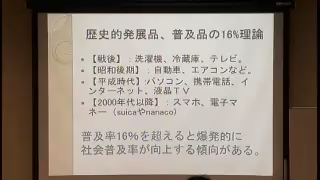 歴史的発展品、普及品の16%理論
・【戦後】：洗濯機、冷蔵庫、テレビ。
・【昭和後期】：自動車、エアコンなど。
・【平成時代】：パソコン、携帯電話、イ
ンターネット。液晶ＴＶ
・【2000年代以降】：スマホ、電子マ
ネー（suicaやnanaco）
普及率16%を超えると爆発的に
社会普及率が向上する傾向がある。